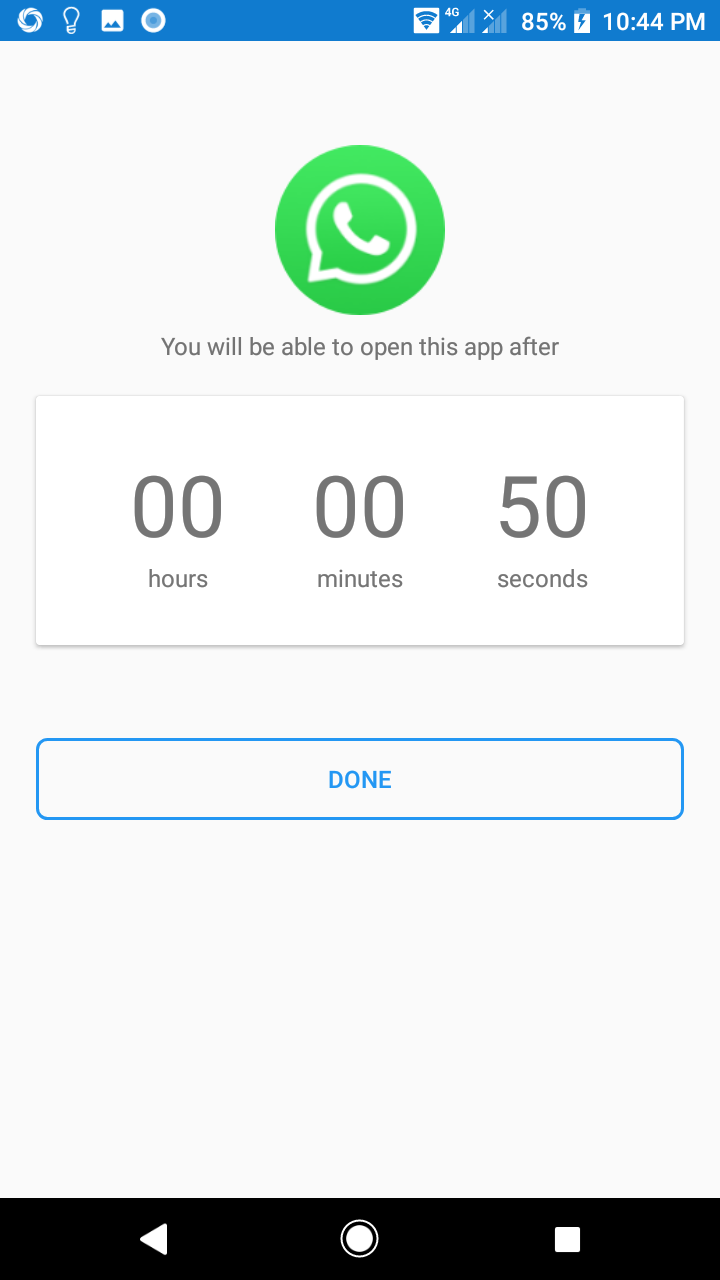 4G 85% 10:44 PM
You will be able to open this app after
00 00 50
hours minutes seconds
DONE